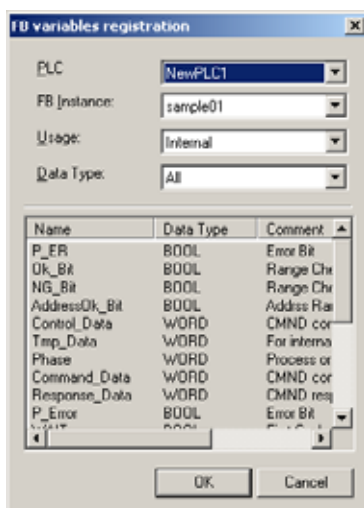 FB variables registration
PLC NewPLC1
FB Instance: sample01
Usage: Internal
Data Type: All
Name Data Type Comment
P_ER BOOL Error Bit
Ok_Bit BOOL Range Che
NG_Bit BOOL Range Che
AddressOk_Bit BOOL Addrss Ran
Control_Data WORD CMND cor
Tmp_Data WORD For interna
Phase WORD Process or
Command_Data WORD CMND cor
Response_Data WORD CMND resp
P_Error BOOL Error Bit
OK Cancel